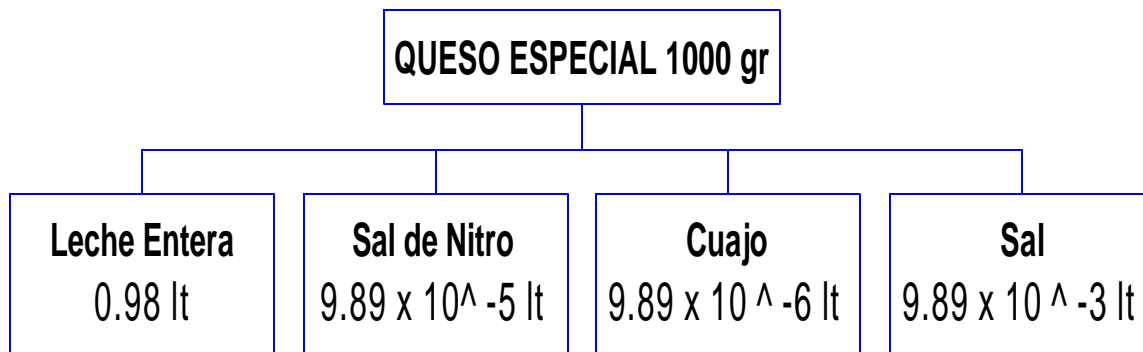 QUESO ESPECIAL 1000 gr
Leche Entera
0.98 lt
Sal de Nitro
9.89 x 10^ -5 lt
Cuajo
9.89 x 10 ^ -6 lt
Sal
9.89 x 10 ^ -3 lt